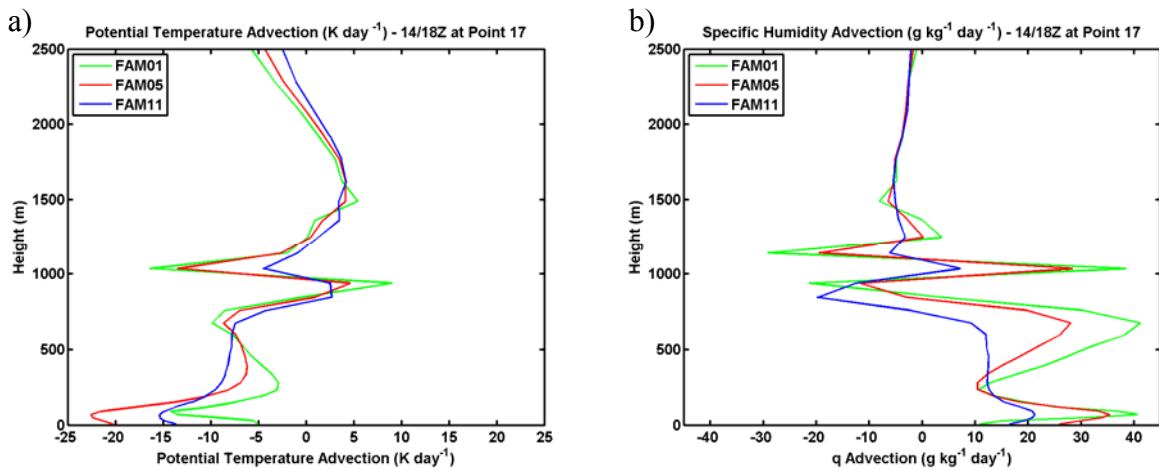 a)
Potential Temperature Advection (K day -1) - 14/18Z at Point 17
FAM01
FAM05
FAM11
Height (m)
2500
2000
1500
1000
500
0
-25 -20 -15 -10 -5 0 5 10 15 20 25
Potential Temperature Advection (K day-1)
b)
Specific Humidity Advection (g kg-1 day-1) - 14/18Z at Point 17
FAM01
FAM05
FAM11
Height (m)
2500
2000
1500
1000
500
0
-40 -30 -20 -10 0 10 20 30 40
q Advection (g kg-1 day-1)